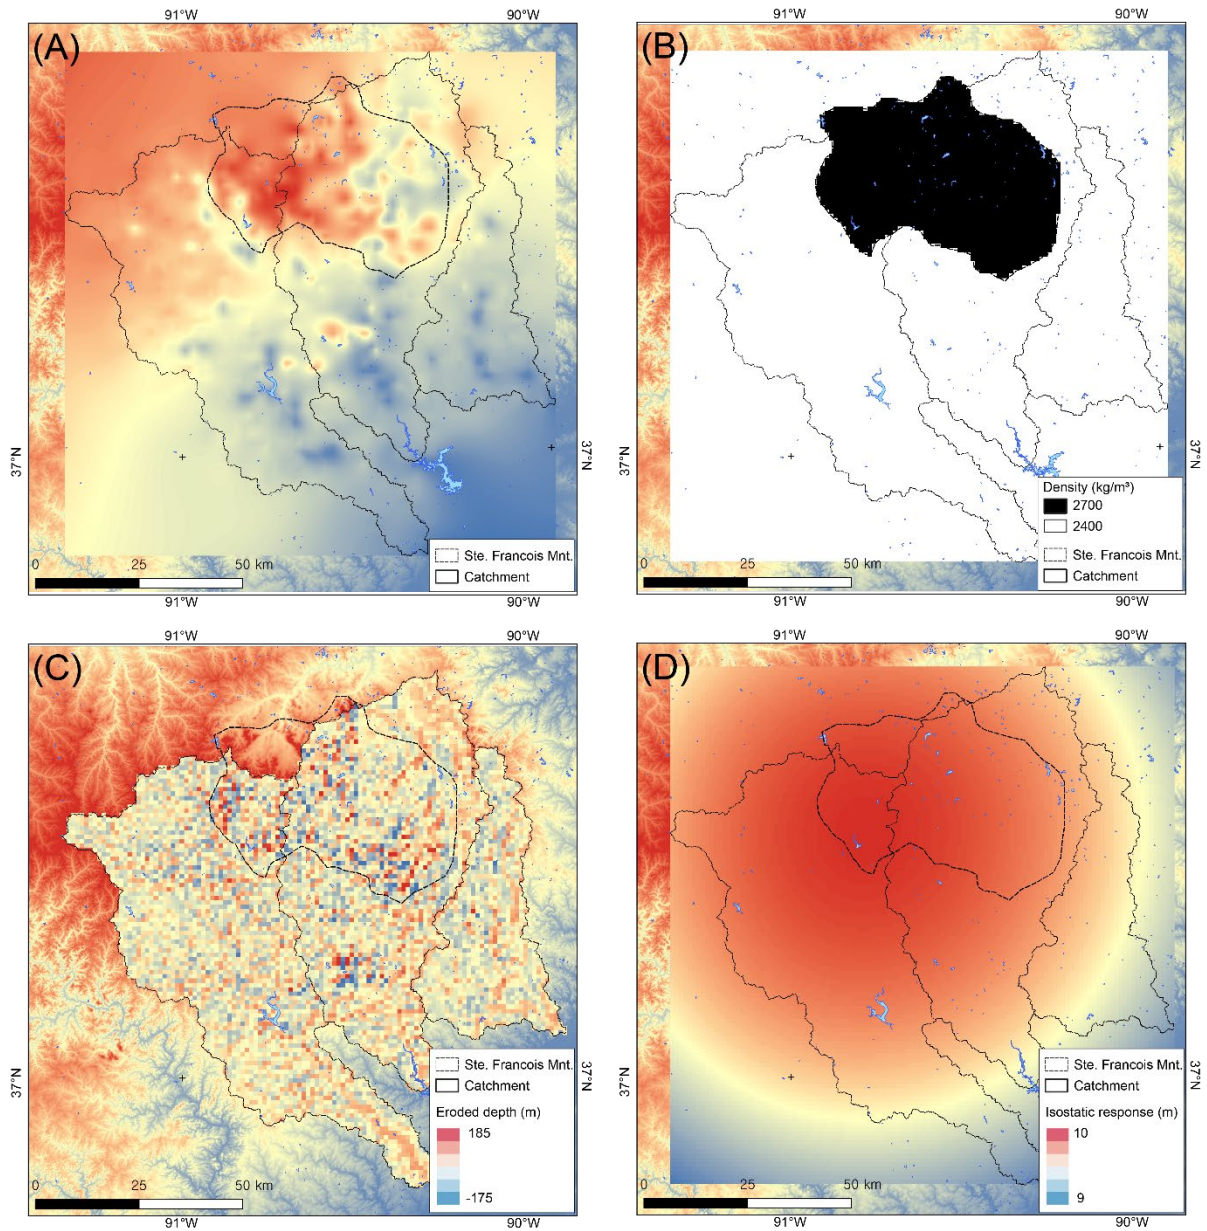 91°W 90°W
(A)
37°N 37°N
Ste. Francois Mnt.
Catchment
0 25 50 km
91°W 90°W
91°W 90°W
(B)
37°N 37°N
Density (kg/m³)
2700
2400
Ste. Francois Mnt.
Catchment
0 25 50 km
91°W 90°W
91°W 90°W
(C)
37°N 37°N
Ste. Francois Mnt.
Catchment
Eroded depth (m)
185
-175
0 25 50 km
91°W 90°W
91°W 90°W
(D)
37°N 37°N
Ste. Francois Mnt.
Catchment
Isostatic response (m)
10
9
0 25 50 km
91°W 90°W